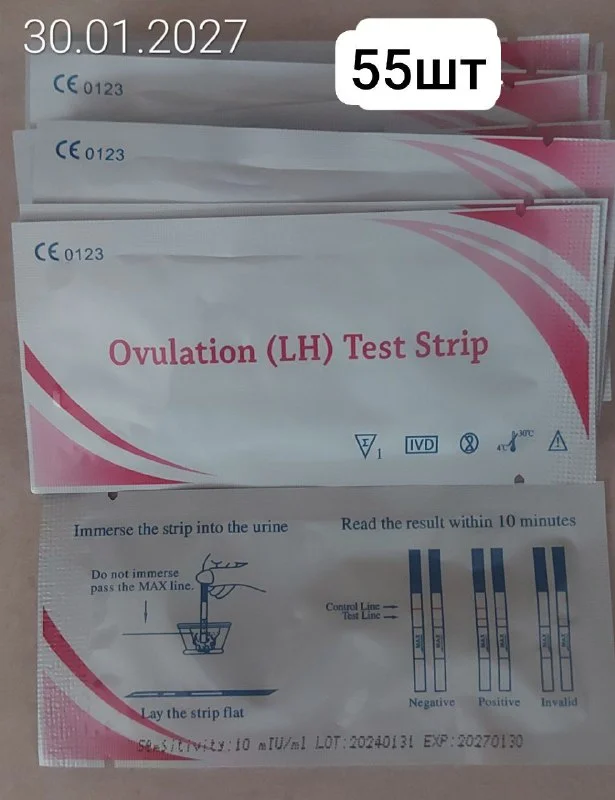 30.01.2027
55шт
CE 0123
CE 0123
CE 0123
Ovulation (LH) Test Strip
Σ 1
IVD
2
4℃ 30℃
Immerse the strip into the urine
Read the result within 10 minutes
Do not immerse
pass the MAX line.
Control Line
Test Line
MAX MAX MAX MAX MAX MAX
Negative Positive Invalid
Lay the strip flat
Sensitivity:10 mIU/ml LOT:20240131 EXP:20270130